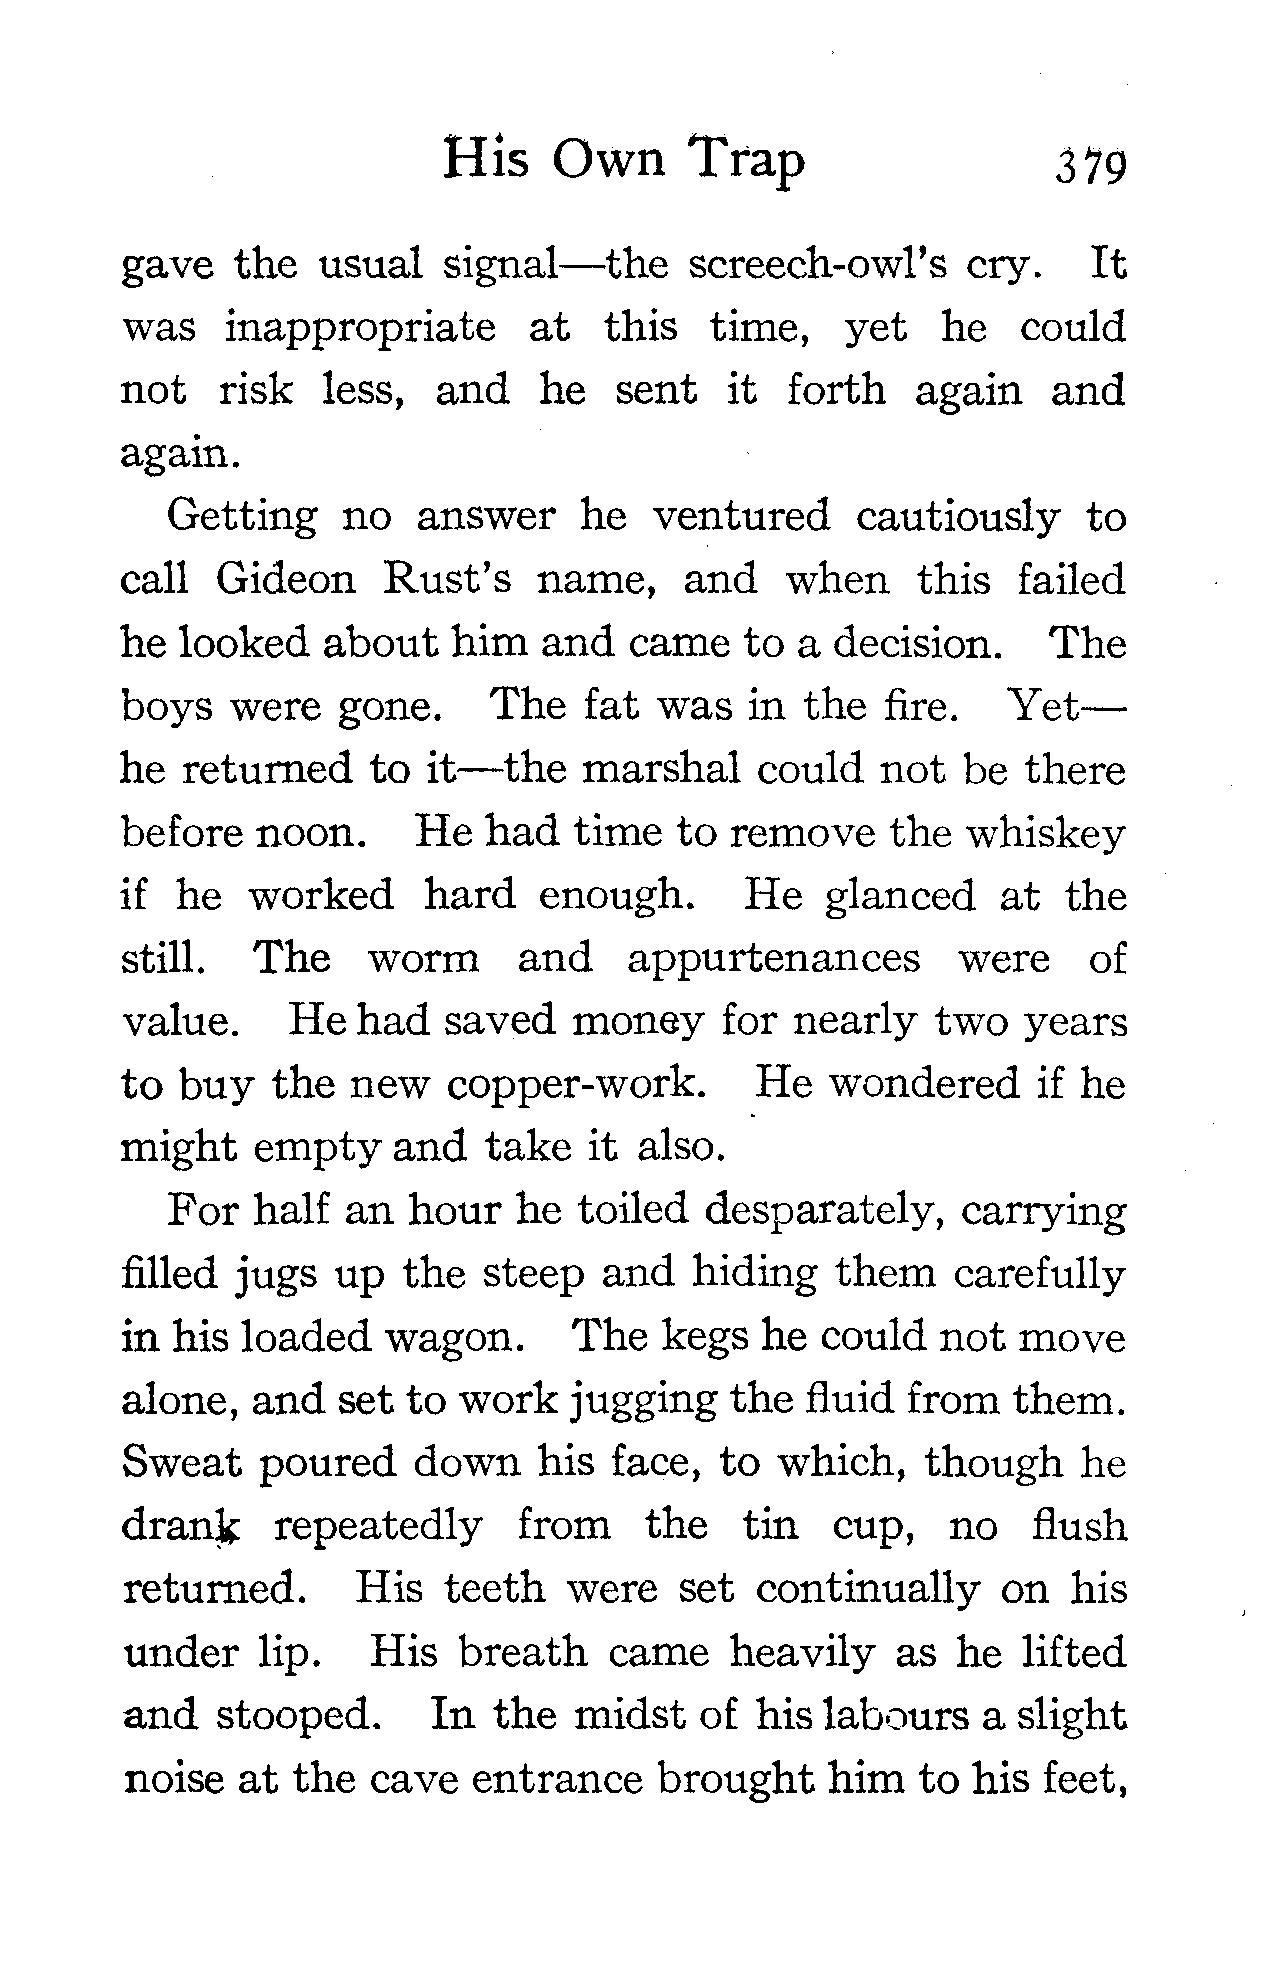 His Own Trap 379
gave the usual signal—the screech-owl's cry. It
was inappropriate at this time, yet he could
not risk less, and he sent it forth again and
again.
Getting no answer he ventured cautiously to
call Gideon Rust's name, and when this failed
he looked about him and came to a decision. The
boys were gone. The fat was in the fire. Yet—
he returned to it—the marshal could not be there
before noon. He had time to remove the whiskey
if he worked hard enough. He glanced at the
still. The worm and appurtenances were of
value. He had saved money for nearly two years
to buy the new copper-work. He wondered if he
might empty and take it also.
For half an hour he toiled desparately, carrying
filled jugs up the steep and hiding them carefully
in his loaded wagon. The kegs he could not move
alone, and set to work jugging the fluid from them.
Sweat poured down his face, to which, though he
drank repeatedly from the tin cup, no flush
returned. His teeth were set continually on his
under lip. His breath came heavily as he lifted
and stooped. In the midst of his labours a slight
noise at the cave entrance brought him to his feet,